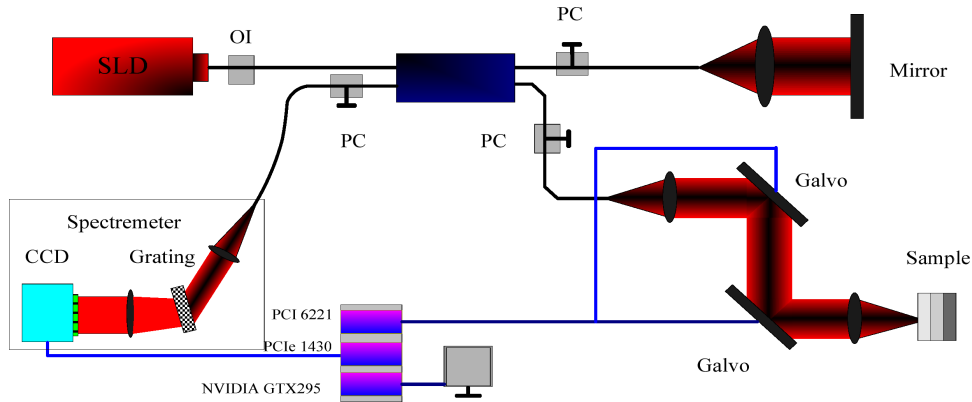 PC
OI
SLD
Mirror
PC
PC
Galvo
Spectremeter
CCD
Grating
Sample
PCI 6221
PCIe 1430
Galvo
NVIDIA GTX295